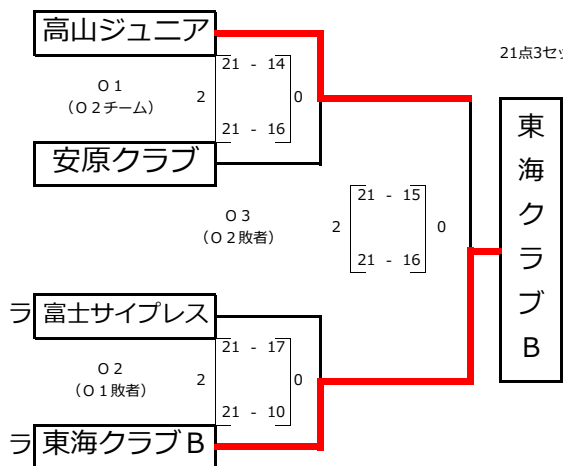 高山ジュニア
21点3セッ
21 - 14
O1
(O2チーム)
2
0
21 - 16
安原クラブ
東海クラブB
21 - 15
O3
(O2敗者)
2
0
21 - 16
ラ 富士サイプレス
21 - 17
O2
(O1敗者)
2
0
21 - 10
ラ 東海クラブB